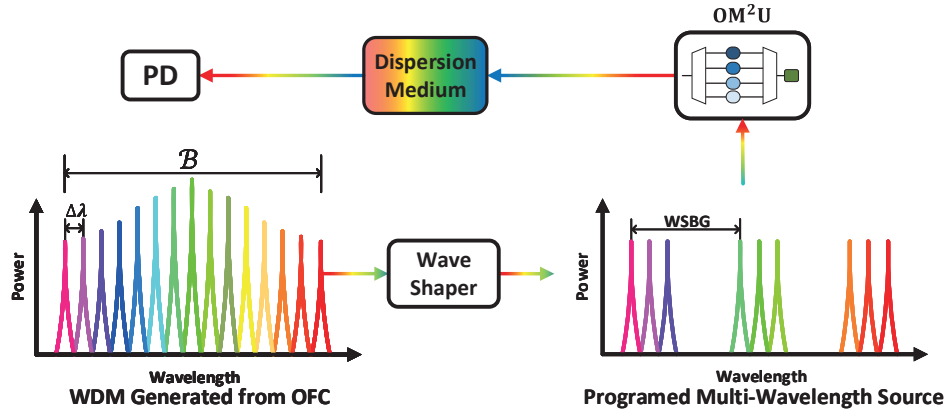 OM²U
PD
Dispersion
Medium
ℬ
Δλ
WSBG
Power
Wave
Shaper
Power
Wavelength
Wavelength
WDM Generated from OFC
Programed Multi-Wavelength Source